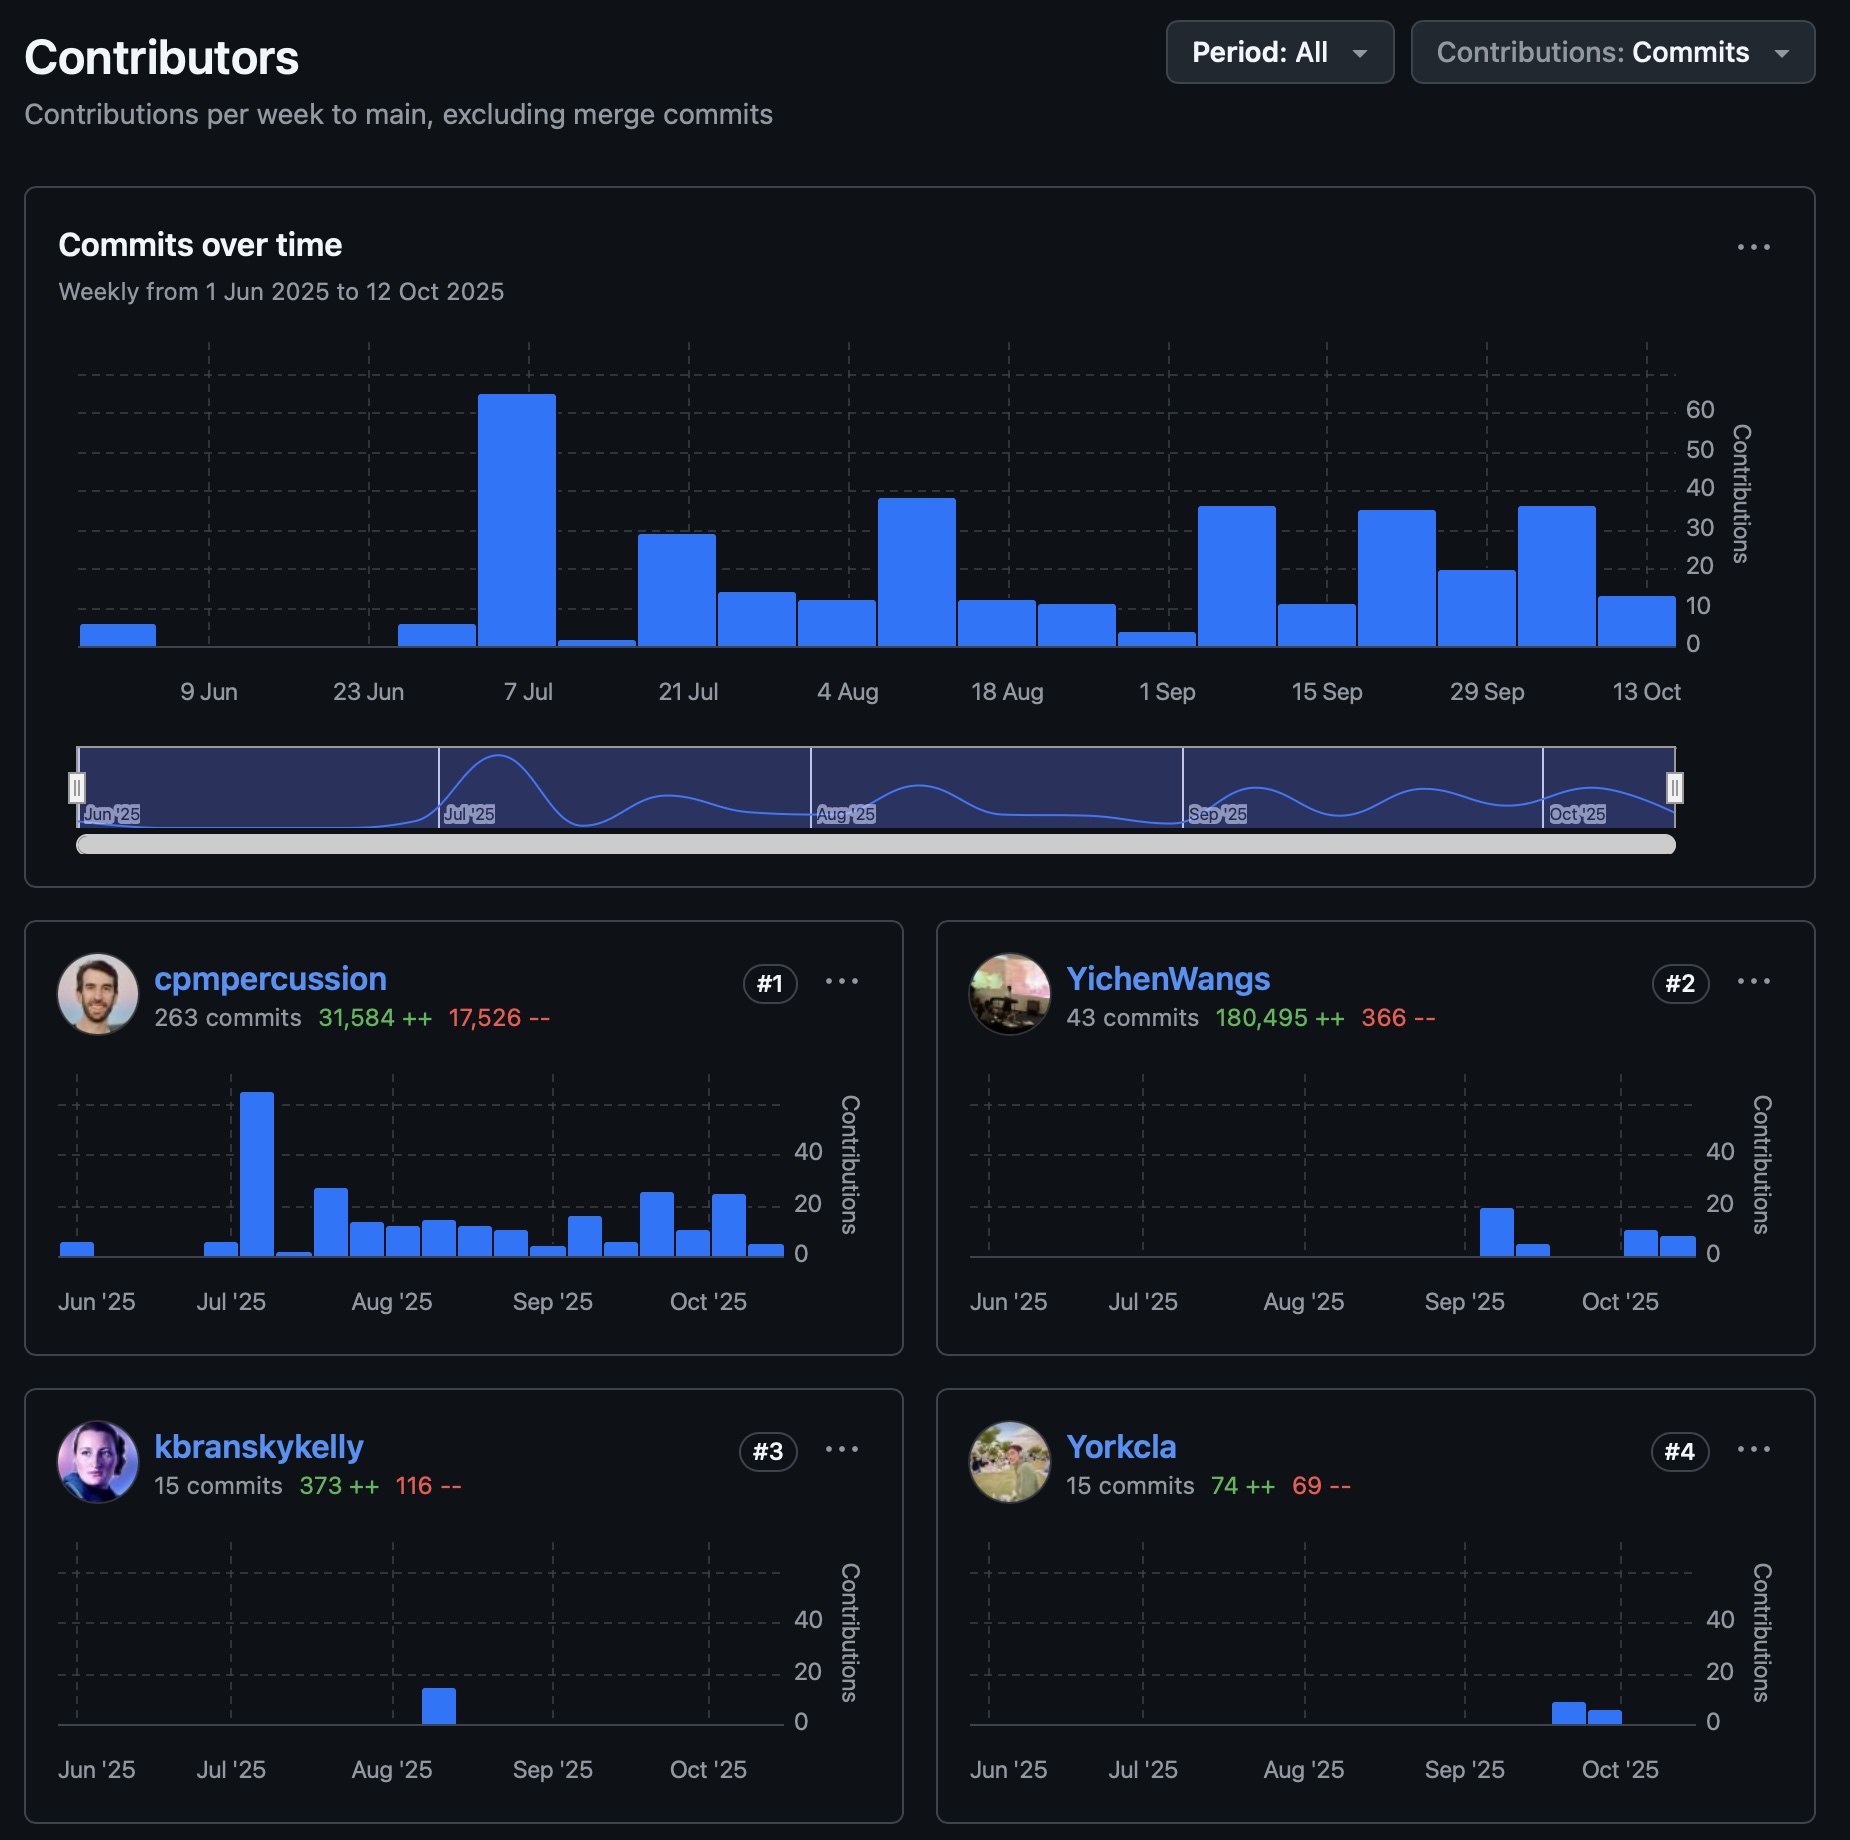 Contributors
Period: All
Contributions: Commits
Contributions per week to main, excluding merge commits
Commits over time
Weekly from 1 Jun 2025 to 12 Oct 2025
60
50
40
30
20
10
0
Contributions
9 Jun 23 Jun 7 Jul 21 Jul 4 Aug 18 Aug 1 Sep 15 Sep 29 Sep 13 Oct
Jun '25 Jul '25 Aug '25 Sep '25 Oct '25
cpmpercussion
#1
263 commits 31,584 ++ 17,526 --
40
20
0
Contributions
Jun '25 Jul '25 Aug '25 Sep '25 Oct '25
YichenWangs
#2
43 commits 180,495 ++ 366 --
40
20
0
Contributions
Jun '25 Jul '25 Aug '25 Sep '25 Oct '25
kbranskykelly
#3
15 commits 373 ++ 116 --
40
20
0
Contributions
Jun '25 Jul '25 Aug '25 Sep '25 Oct '25
Yorkcla
#4
15 commits 74 ++ 69 --
40
20
0
Contributions
Jun '25 Jul '25 Aug '25 Sep '25 Oct '25